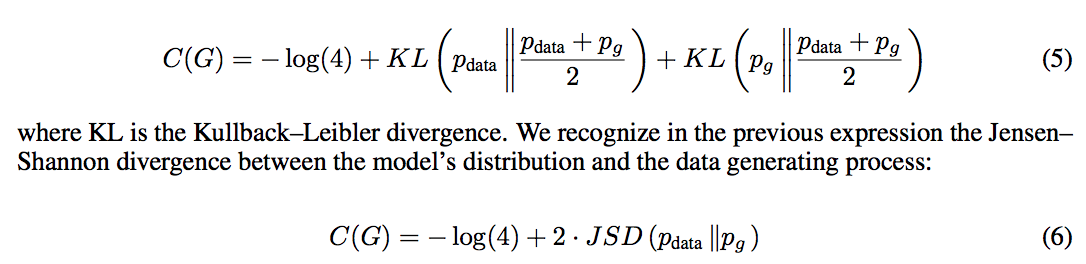 C(G) = − log(4) + KL ( p_data ‖ (p_data + p_g) / 2 ) + KL ( p_g ‖ (p_data + p_g) / 2 ) (5)
where KL is the Kullback–Leibler divergence. We recognize in the previous expression the Jensen–
Shannon divergence between the model’s distribution and the data generating process:
C(G) = − log(4) + 2 · JSD (p_data ‖p_g ) (6)